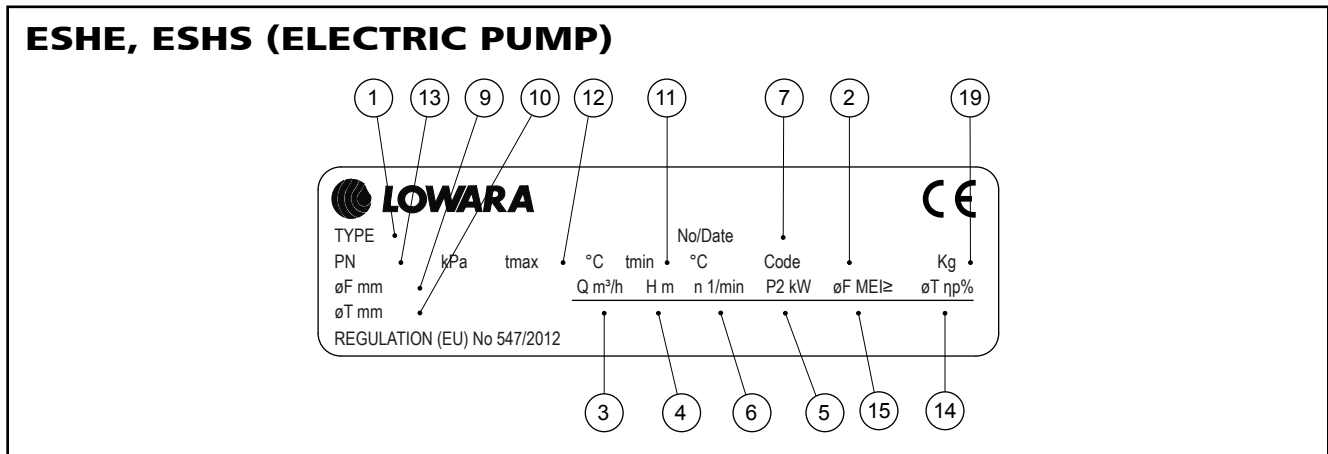 ESHE, ESHS (ELECTRIC PUMP)
1 13 9 10 12 11 7 2 19
LOWARA CE
TYPE No/Date
PN kPa tmax °C tmin °C Code Kg
øF mm Q m³/h H m n 1/min P2 kW øF MEI≥ øT ηp%
øT mm
REGULATION (EU) No 547/2012
3 4 6 5 15 14